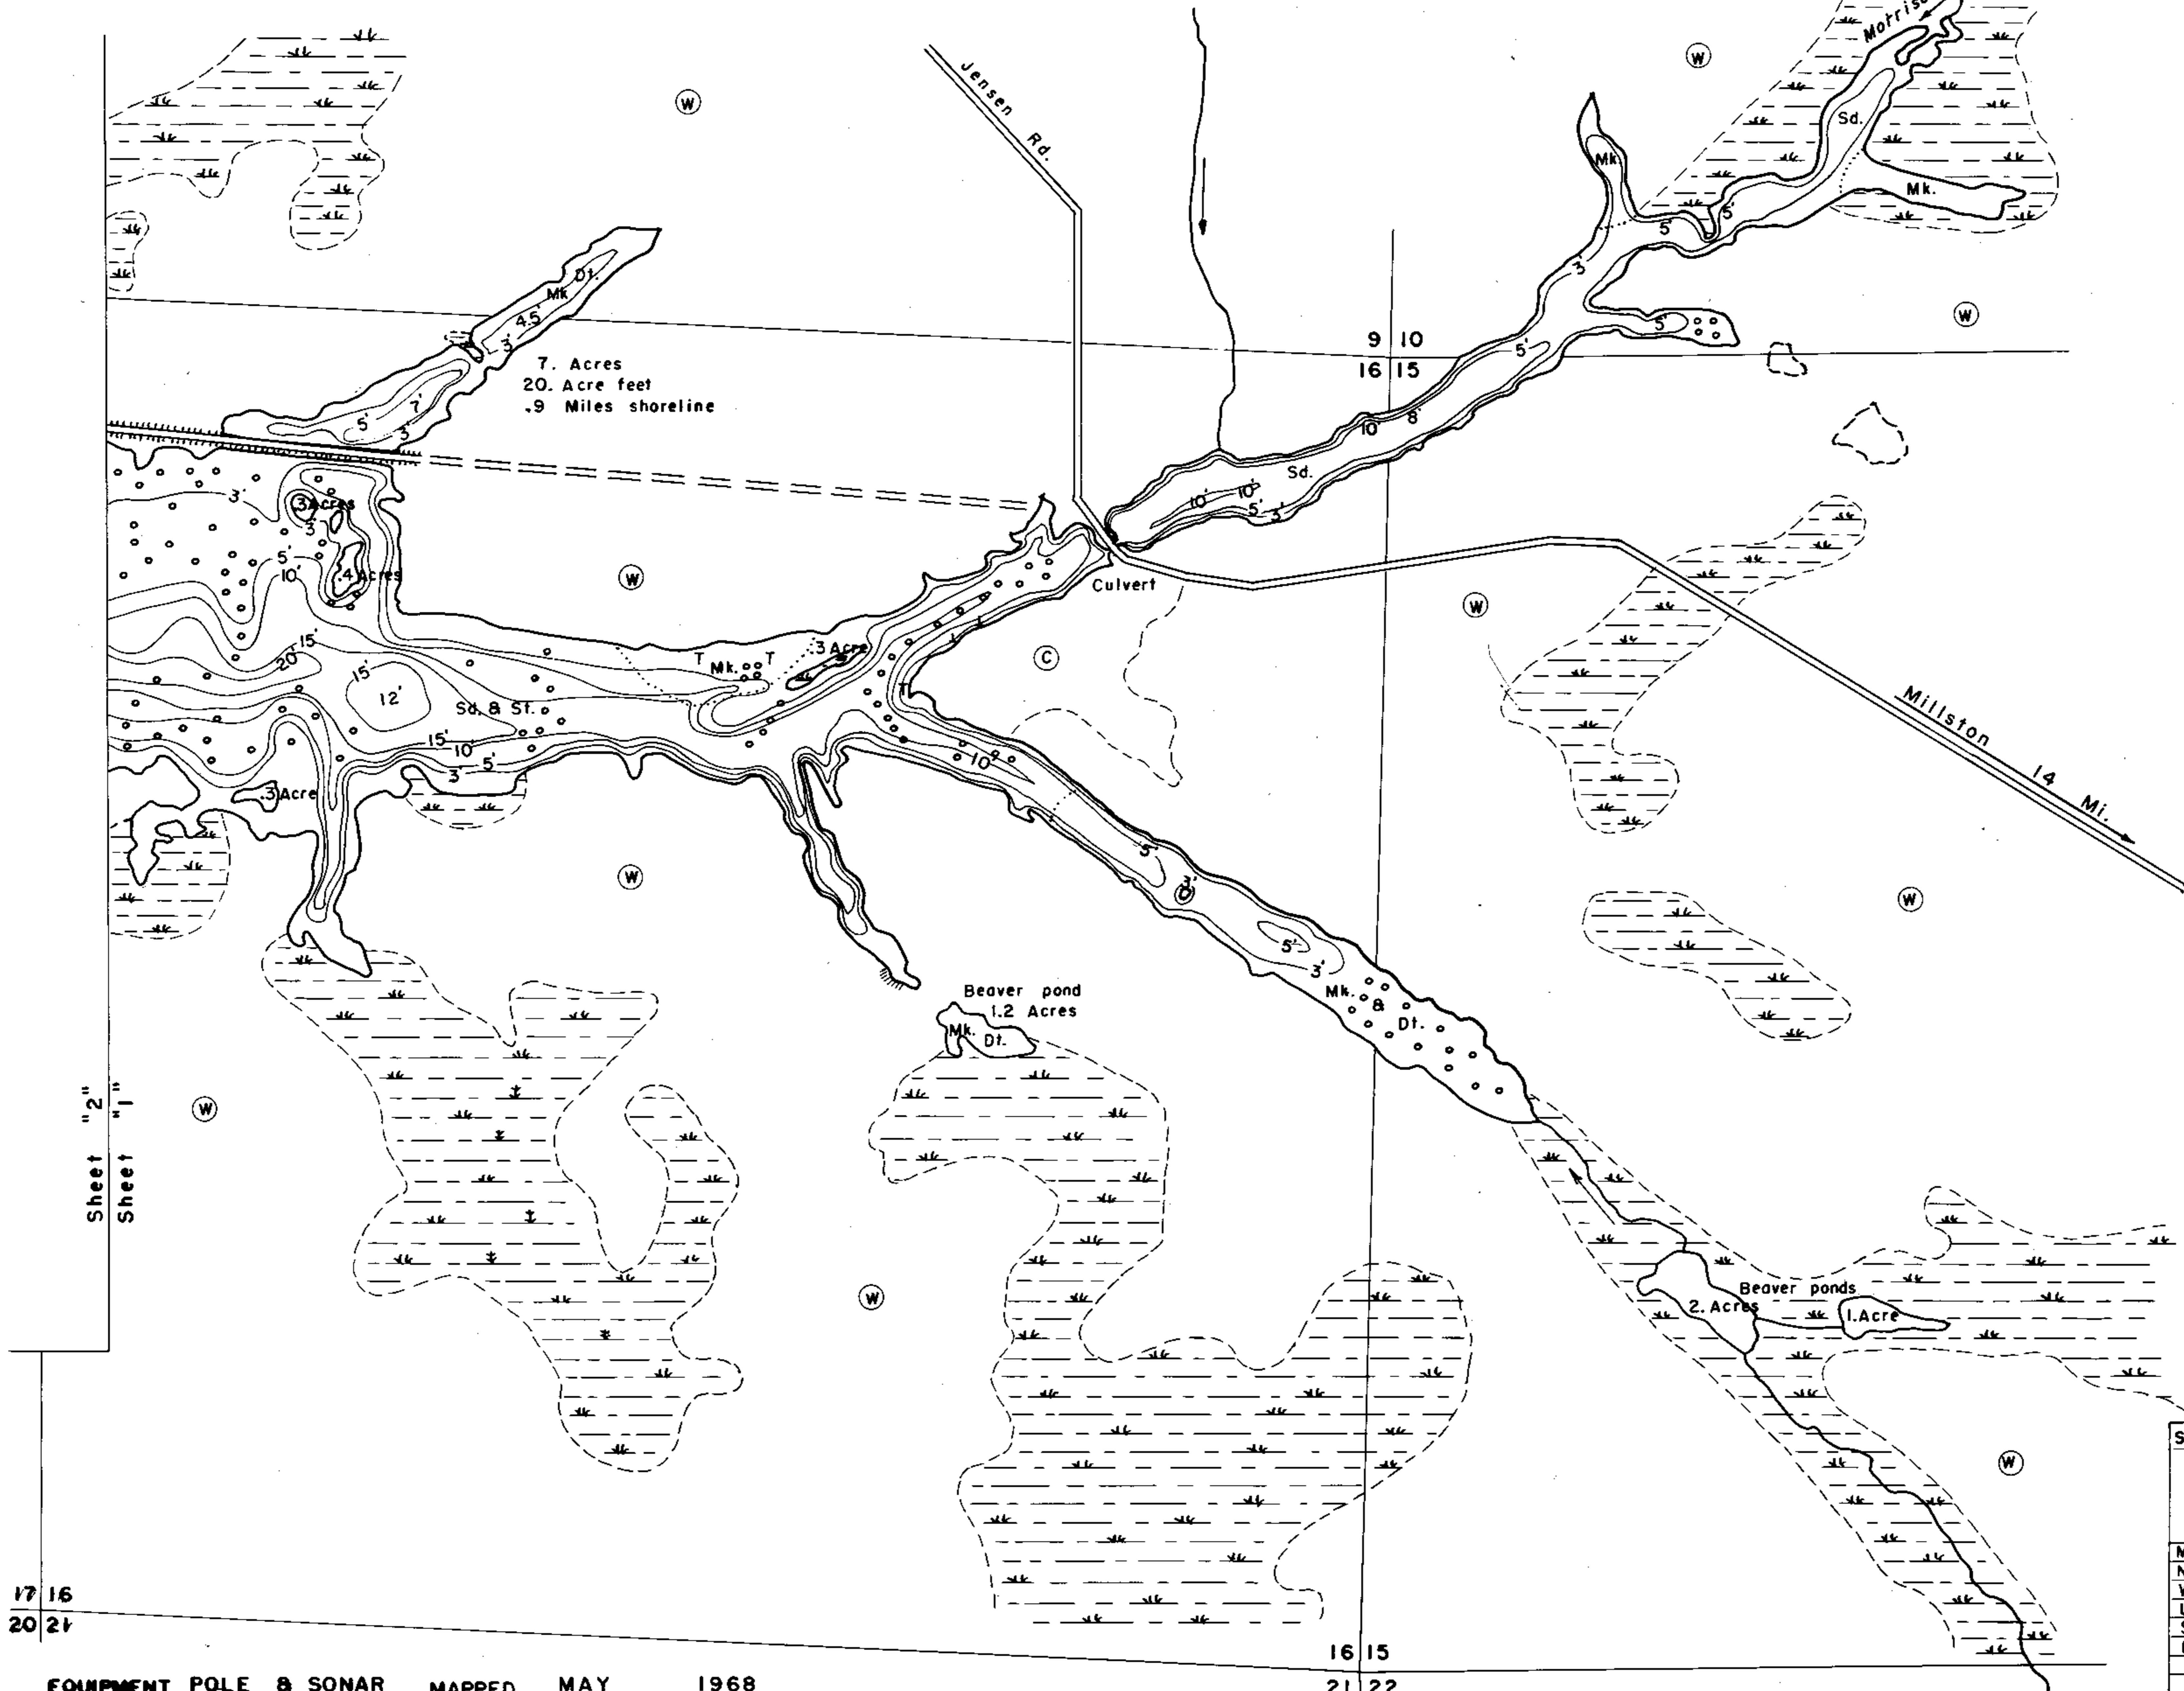 Morriso
W
W
Jensen Rd.
Sd.
Mk
Mk.
5'
5'
3'
W
5'
Dt.
Mk
4.5'
3'
9 10
16 15
5'
7. Acres
20. Acre feet
.9 Miles shoreline
7'
5'
3'
10'
8'
Sd.
10'
10'
5'
3'
3'
.3 Acres
3'
5'
10'
.4 Acres
W
Culvert
W
C
15'
20'
15'
12'
T
Mk.
T
.3 Acre
T
Sd. & St.
15'
10'
5'
3'
10'
Millston 14 Mi.
.3 Acre
W
5'
3'
W
5'
3'
Mk. & Dt.
Beaver pond
1.2 Acres
Mk.
Dt.
W
Sheet "2"
Sheet "1"
W
Beaver ponds
2. Acres
1. Acre
W
17 16
20 21
16 15
21 22
EQUIPMENT POLE & SONAR MAPPED MAY 1968